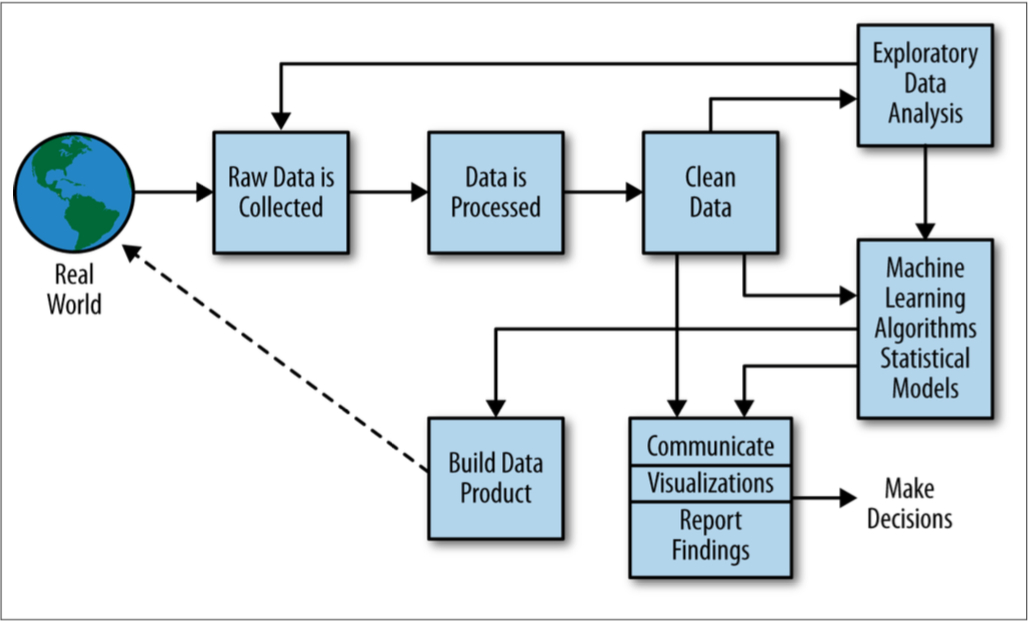 Exploratory
Data
Analysis
Raw Data is
Collected
Data is
Processed
Clean
Data
Real
World
Machine
Learning
Algorithms
Statistical
Models
Build Data
Product
Communicate
Visualizations
Report
Findings
Make
Decisions